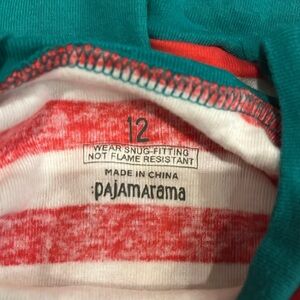 12
WEAR SNUG-FITTING
NOT FLAME RESISTANT
MADE IN CHINA
:pajamarama